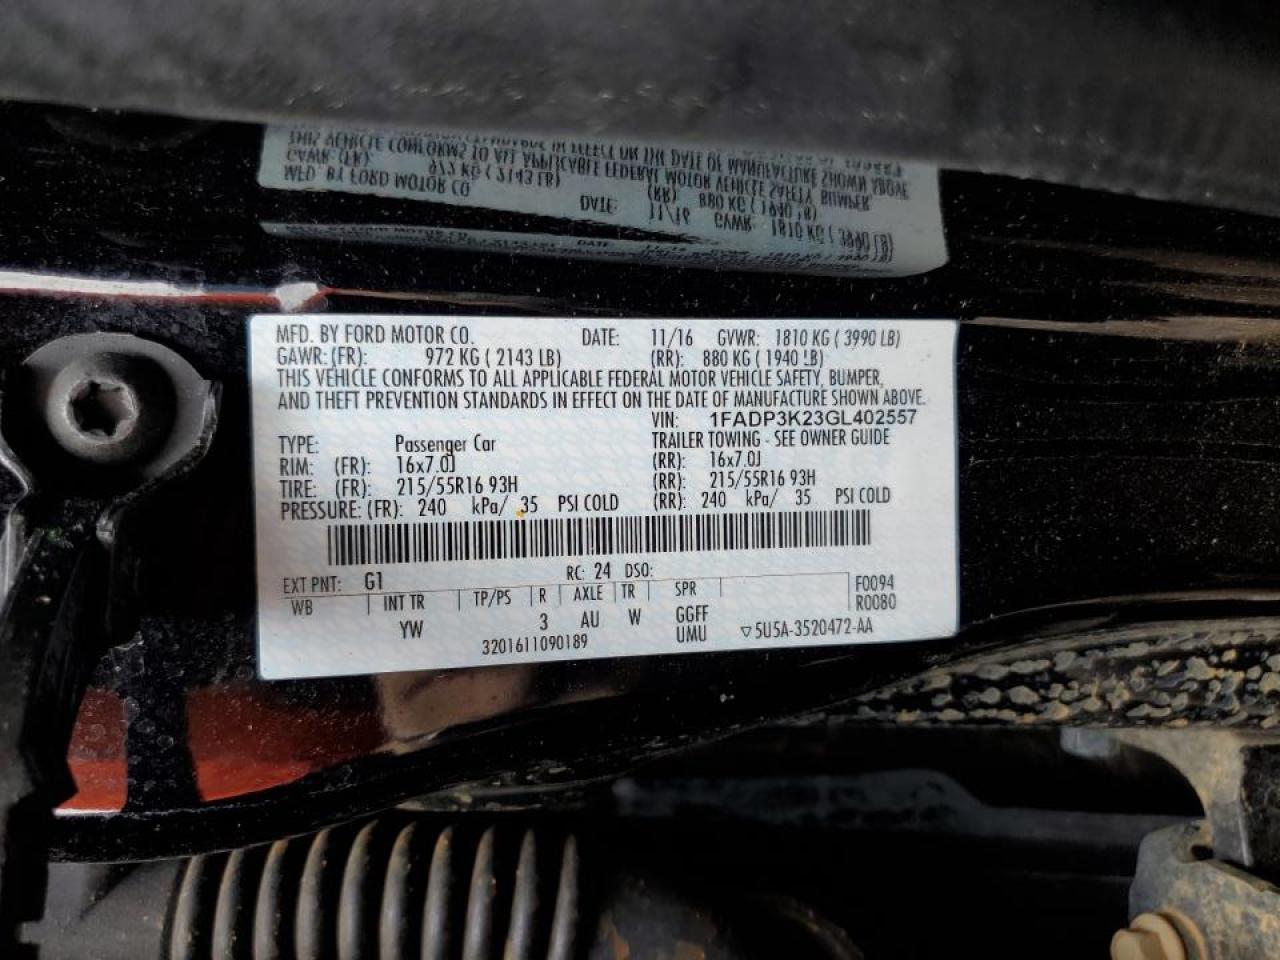 MFD. BY FORD MOTOR CO. DATE: 11/16 GVWR: 1810 KG ( 3990 LB)
GAWR: (FR): 972 KG ( 2143 LB) (RR): 880 KG ( 1940 LB)
THIS VEHICLE CONFORMS TO ALL APPLICABLE FEDERAL MOTOR VEHICLE SAFETY, BUMPER,
AND THEFT PREVENTION STANDARDS IN EFFECT ON THE DATE OF MANUFACTURE SHOWN ABOVE.
VIN: 1FADP3K23GL402557
TYPE: Passenger Car TRAILER TOWING - SEE OWNER GUIDE
RIM: (FR): 16x7.0J (RR): 16x7.0J
TIRE: (FR): 215/55R16 93H (RR): 215/55R16 93H
PRESSURE: (FR): 240 kPa/ 35 PSI COLD (RR): 240 kPa/ 35 PSI COLD
EXT PNT: G1 RC: 24 DSO:
WB INT TR TP/PS R AXLE TR SPR F0094
R0080
YW 3 AU W GGFF
3201611090189 UMU ▽5U5A-3520472-AA